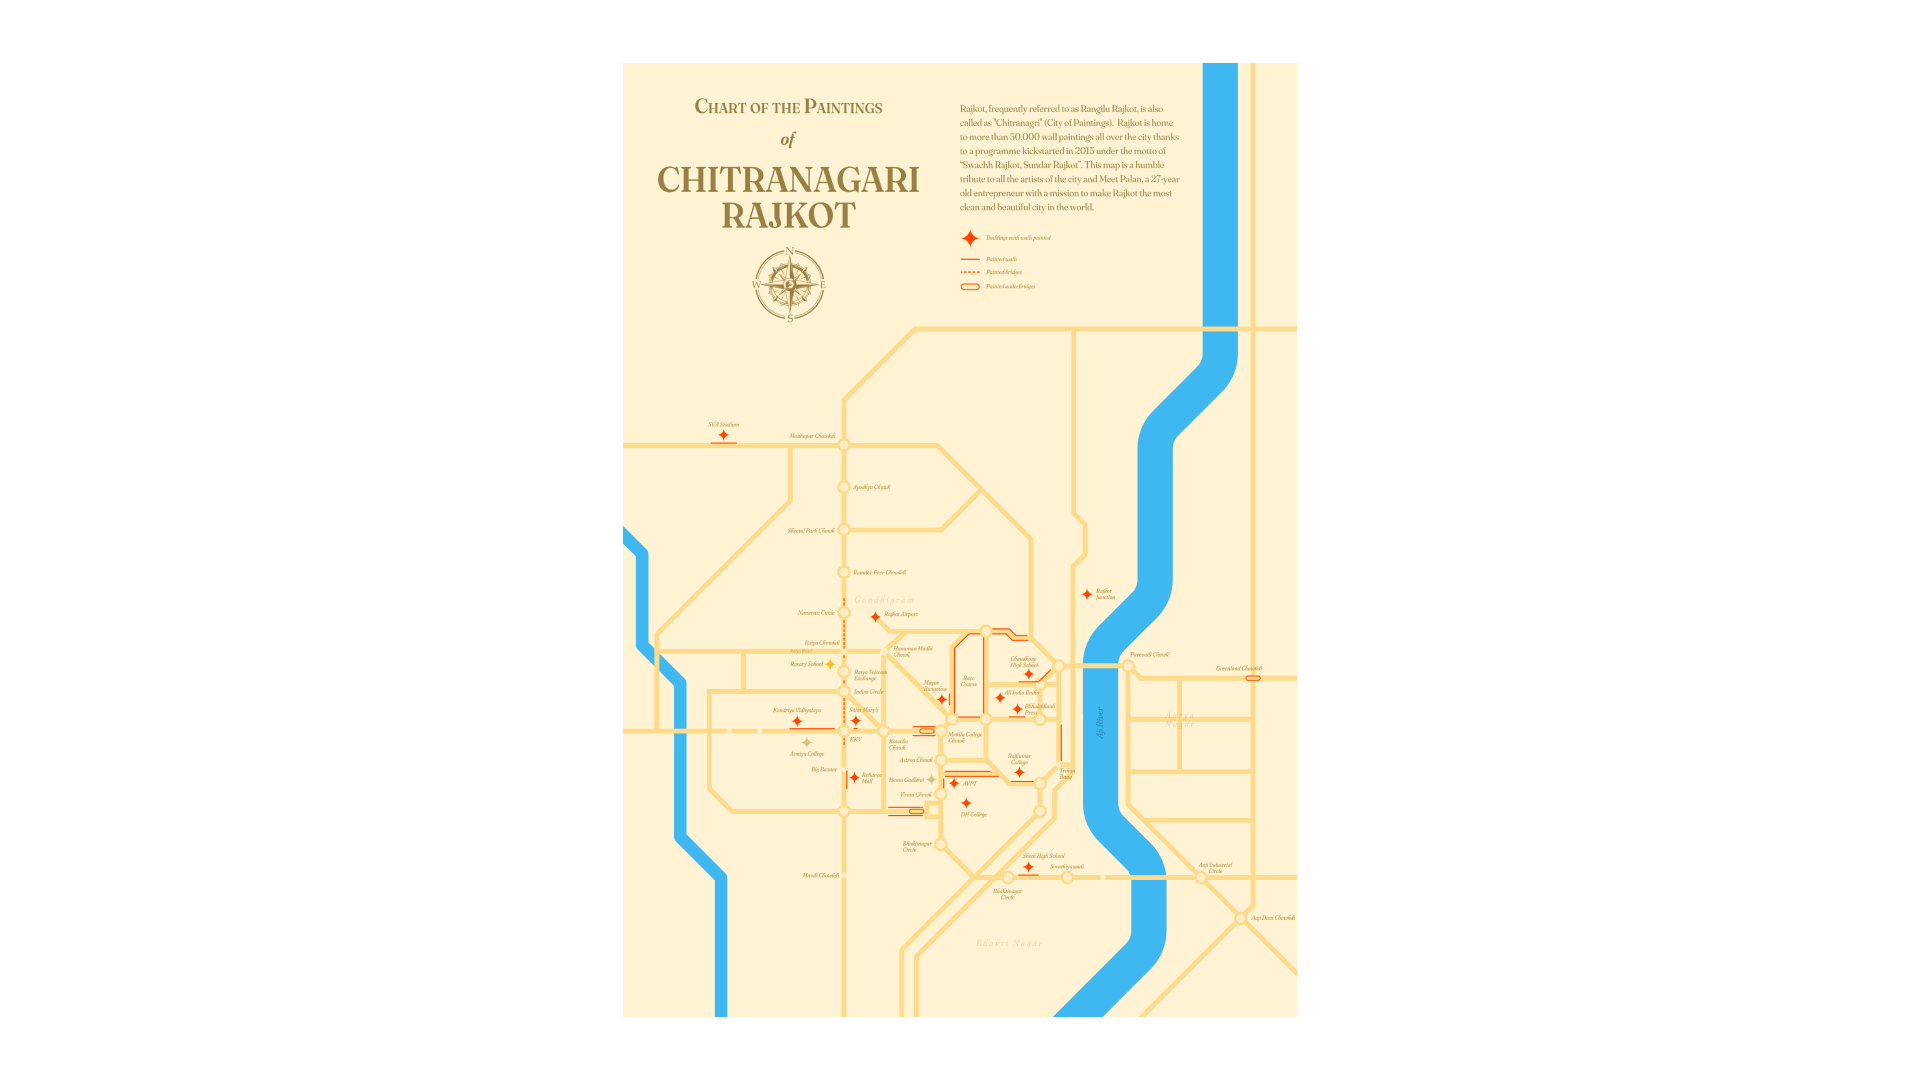 CHART OF THE PAINTINGS
of
CHITRANAGARI
RAJKOT
N
W
E
S
Rajkot, frequently referred to as Rangilu Rajkot, is also
called as "Chitranagri" (City of Paintings). Rajkot is home
to more than 50,000 wall paintings all over the city thanks
to a programme kickstarted in 2015 under the motto of
“Swachh Rajkot, Sundar Rajkot”. This map is a humble
tribute to all the artists of the city and Meet Palan, a 27-year
old entrepreneur with a mission to make Rajkot the most
clean and beautiful city in the world.
Buildings with walls painted
Painted walls
Painted Bridges
Painted underBridges
SCA Stadium
Madhapar Chowkdi
Ayodhya Chowk
Sheetal Park Chowk
Ramdev Peer Chowkdi
Gandhigram
Nanavati Circle
Rajkot Airport
Rajkot
Junction
Raiya Chowkdi
Hanuman Madhi
Chowk
Rotary School
Raiya Telecom
Exchange
Indira Circle
Chaudhary
High School
Race
Course
Mayor
Bungalow
All India Radio
Phhulchhab
Press
Parewadi Chowk
Greenland Chowkdi
Kendriya Vidhyalaya
Saint Mary's
KKV
Kotecha
Chowk
Mahila College
Chowk
Aji River
Aarya
Nagar
Atmiya College
Astron Chowk
Rajkumar
College
Trikon
Baug
Big Bazaar
Reliance
Mall
Hemu Gadhvi
AVPT
Virani Chowk
DH College
Bhaktinagar
Circle
Sheth High School
Sorathiyawadi
Mavdi Chowkdi
Bhaktinagar
Circle
Aaji Industrial
Circle
Aaji Dem Chowkdi
Bhakti Nagar